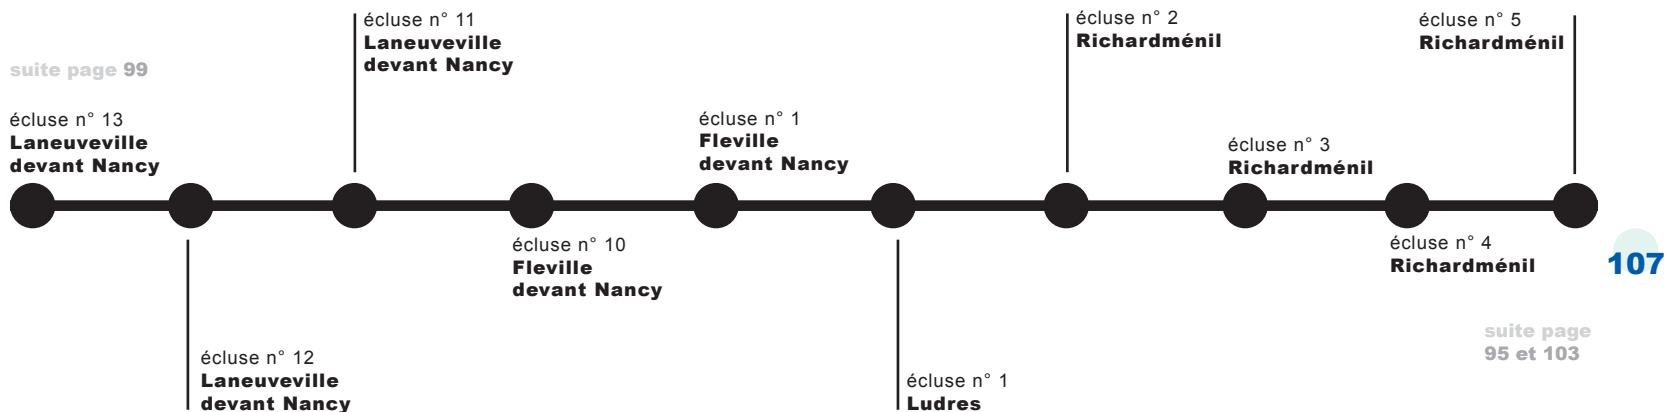 suite page 99
écluse n° 13
Laneuveville
devant Nancy
écluse n° 12
Laneuveville
devant Nancy
écluse n° 11
Laneuveville
devant Nancy
écluse n° 10
Fleville
devant Nancy
écluse n° 1
Fleville
devant Nancy
écluse n° 1
Ludres
écluse n° 2
Richardménil
écluse n° 3
Richardménil
écluse n° 4
Richardménil
écluse n° 5
Richardménil
107
suite page
95 et 103